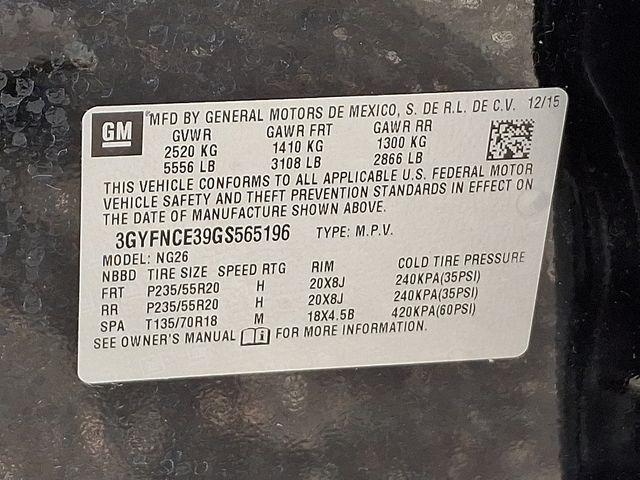 GM
MFD BY GENERAL MOTORS DE MEXICO, S. DE R.L. DE C.V. 12/15
GVWR GAWR FRT GAWR RR
2520 KG 1410 KG 1300 KG
5556 LB 3108 LB 2866 LB
THIS VEHICLE CONFORMS TO ALL APPLICABLE U.S. FEDERAL MOTOR
VEHICLE SAFETY AND THEFT PREVENTION STANDARDS IN EFFECT ON
THE DATE OF MANUFACTURE SHOWN ABOVE.
3GYFNCE39GS565196 TYPE: M.P.V.
MODEL: NG26
NBBD TIRE SIZE SPEED RTG RIM COLD TIRE PRESSURE
FRT P235/55R20 H 20X8J 240KPA(35PSI)
RR P235/55R20 H 20X8J 240KPA(35PSI)
SPA T135/70R18 M 18X4.5B 420KPA(60PSI)
SEE OWNER'S MANUAL FOR MORE INFORMATION.